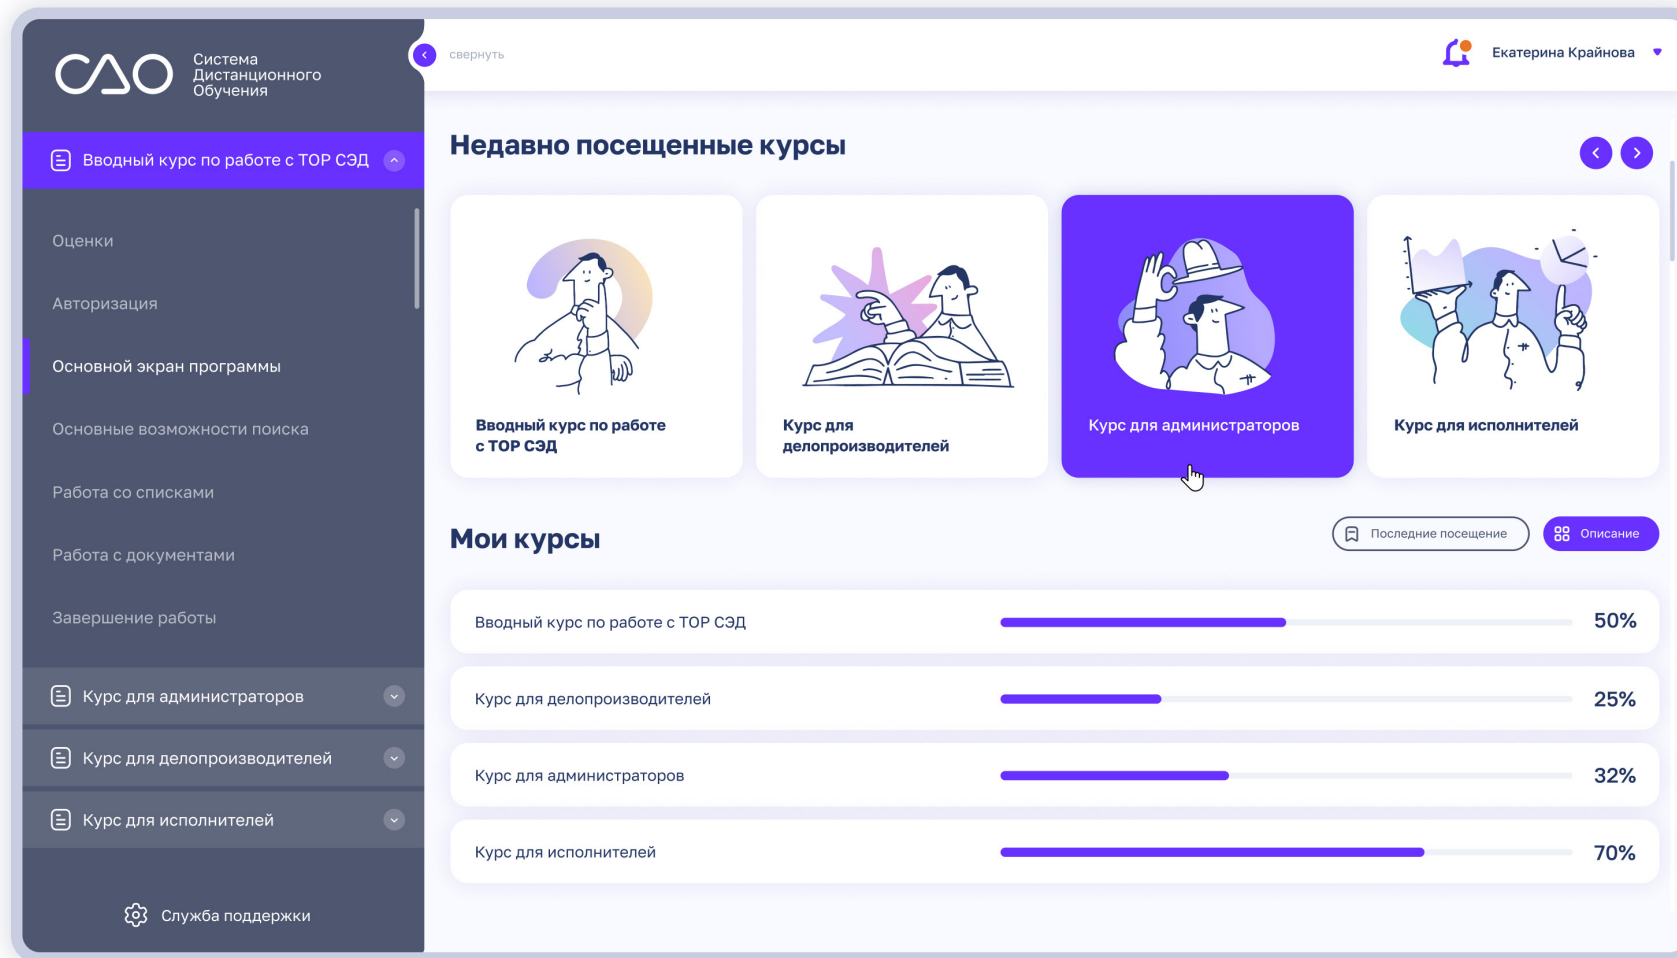 СДО
Система
Дистанционного
Обучения
свернуть
Екатерина Крайнова
Вводный курс по работе с ТОР СЭД
Оценки
Авторизация
Основной экран программы
Основные возможности поиска
Работа со списками
Работа с документами
Завершение работы
Курс для администраторов
Курс для делопроизводителей
Курс для исполнителей
Служба поддержки
Недавно посещенные курсы
Вводный курс по работе
с ТОР СЭД
Курс для
делопроизводителей
Курс для администраторов
Курс для исполнителей
Мои курсы
Последние посещение
Описание
Вводный курс по работе с ТОР СЭД
50%
Курс для делопроизводителей
25%
Курс для администраторов
32%
Курс для исполнителей
70%